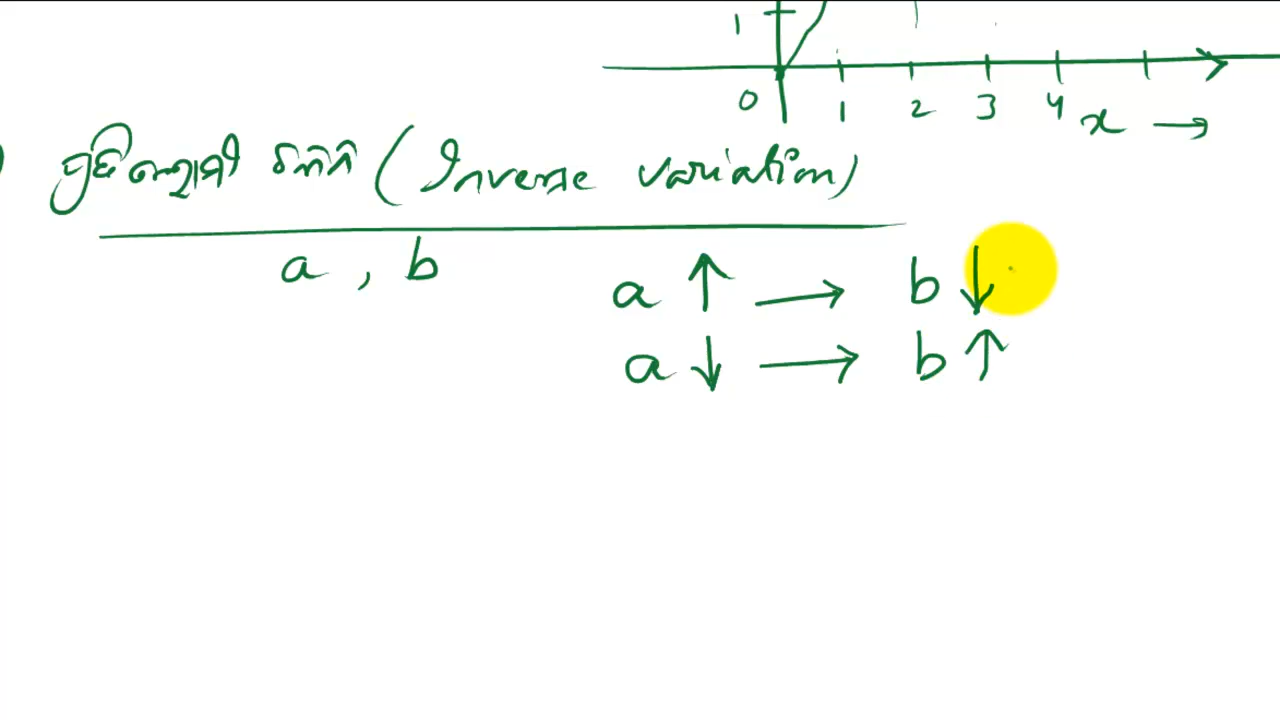 1
0 1 2 3 4 x →
ପ୍ରତିଲୋମୀ ଚଳନ (Inverse variation)
a , b
a ↑ → b ↓
a ↓ → b ↑